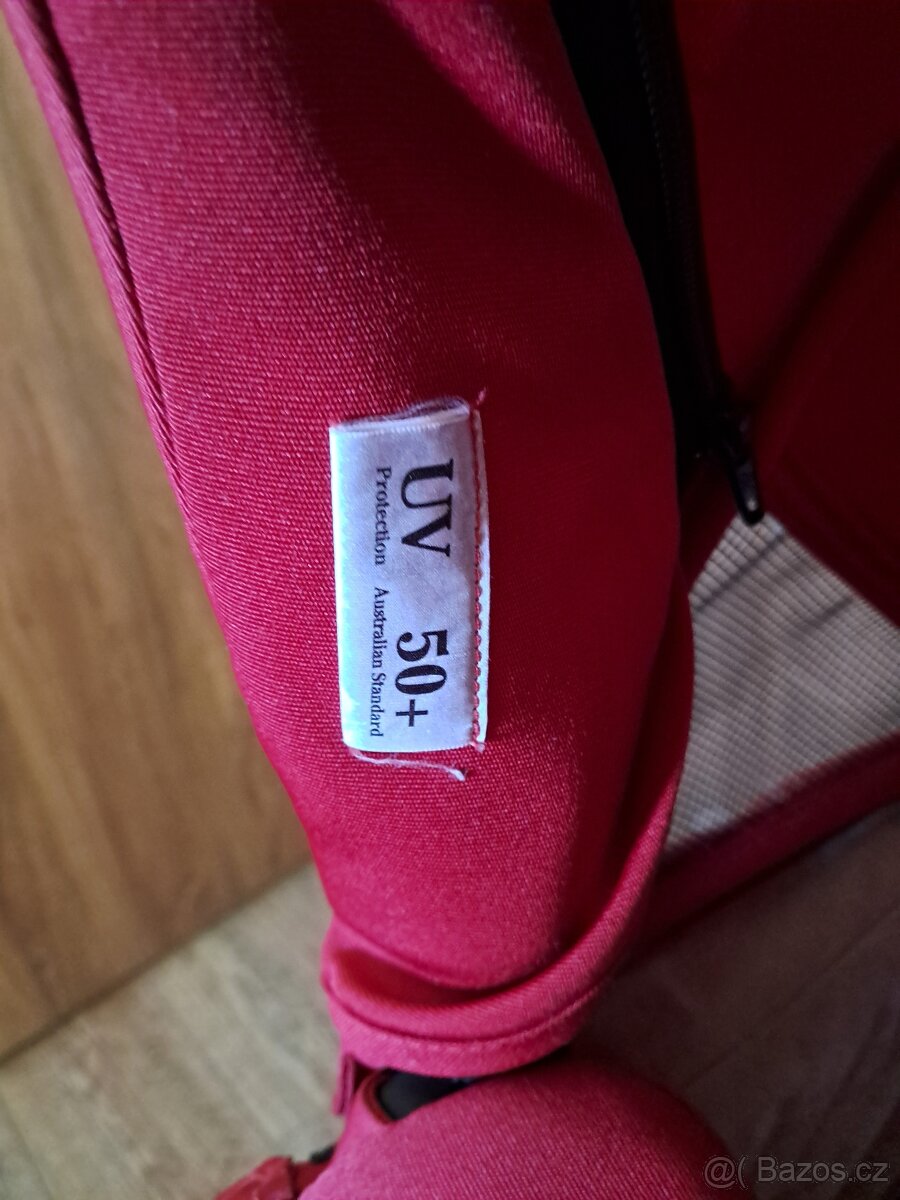 UV 50+
Protection Australian Standard
@( Bazos.cz